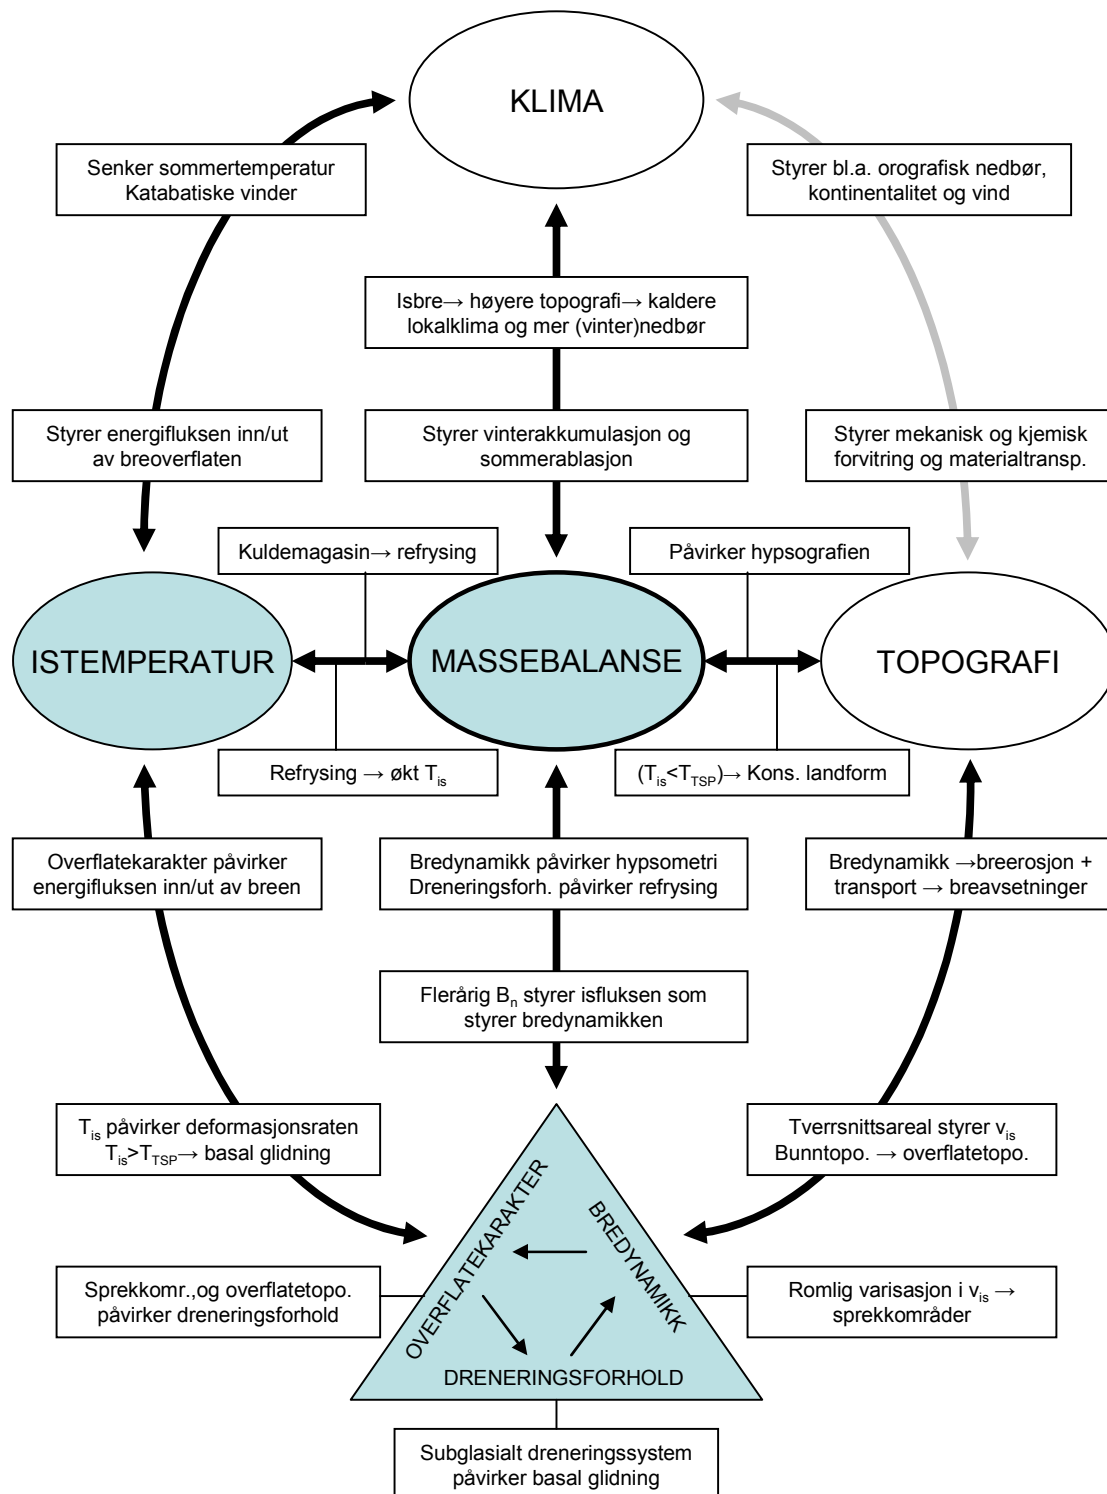 KLIMA
Senker sommertemperatur
Katabatiske vinder
Styrer bl.a. orografisk nedbør,
kontinentalitet og vind
Isbre→ høyere topografi→ kaldere
lokalklima og mer (vinter)nedbør
Styrer energifluksen inn/ut
av breoverflaten
Styrer vinterakkumulasjon og
sommerablasjon
Styrer mekanisk og kjemisk
forvitring og materialtransp.
Kuldemagasin→ refrysing
Påvirker hypsografien
ISTEMPERATUR
MASSEBALANSE
TOPOGRAFI
Refrysing → økt Tis
(Tis<TTSP)→ Kons. landform
Overflatekarakter påvirker
energifluksen inn/ut av breen
Bredynamikk påvirker hypsometri
Dreneringsforh. påvirker refrysing
Bredynamikk →breerosjon +
transport → breavsetninger
Flerårig Bn styrer isfluksen som
styrer bredynamikken
Tis påvirker deformasjonsraten
Tis>TTSP→ basal glidning
Tverrsnittsareal styrer vis
Bunntopo. → overflatetopo.
OVERFLATEKARAKTER
BREDYNAMIKK
DRENERINGSFORHOLD
Sprekkomr.,og overflatetopo.
påvirker dreneringsforhold
Romlig varisasjon i vis →
sprekkområder
Subglasialt dreneringssystem
påvirker basal glidning